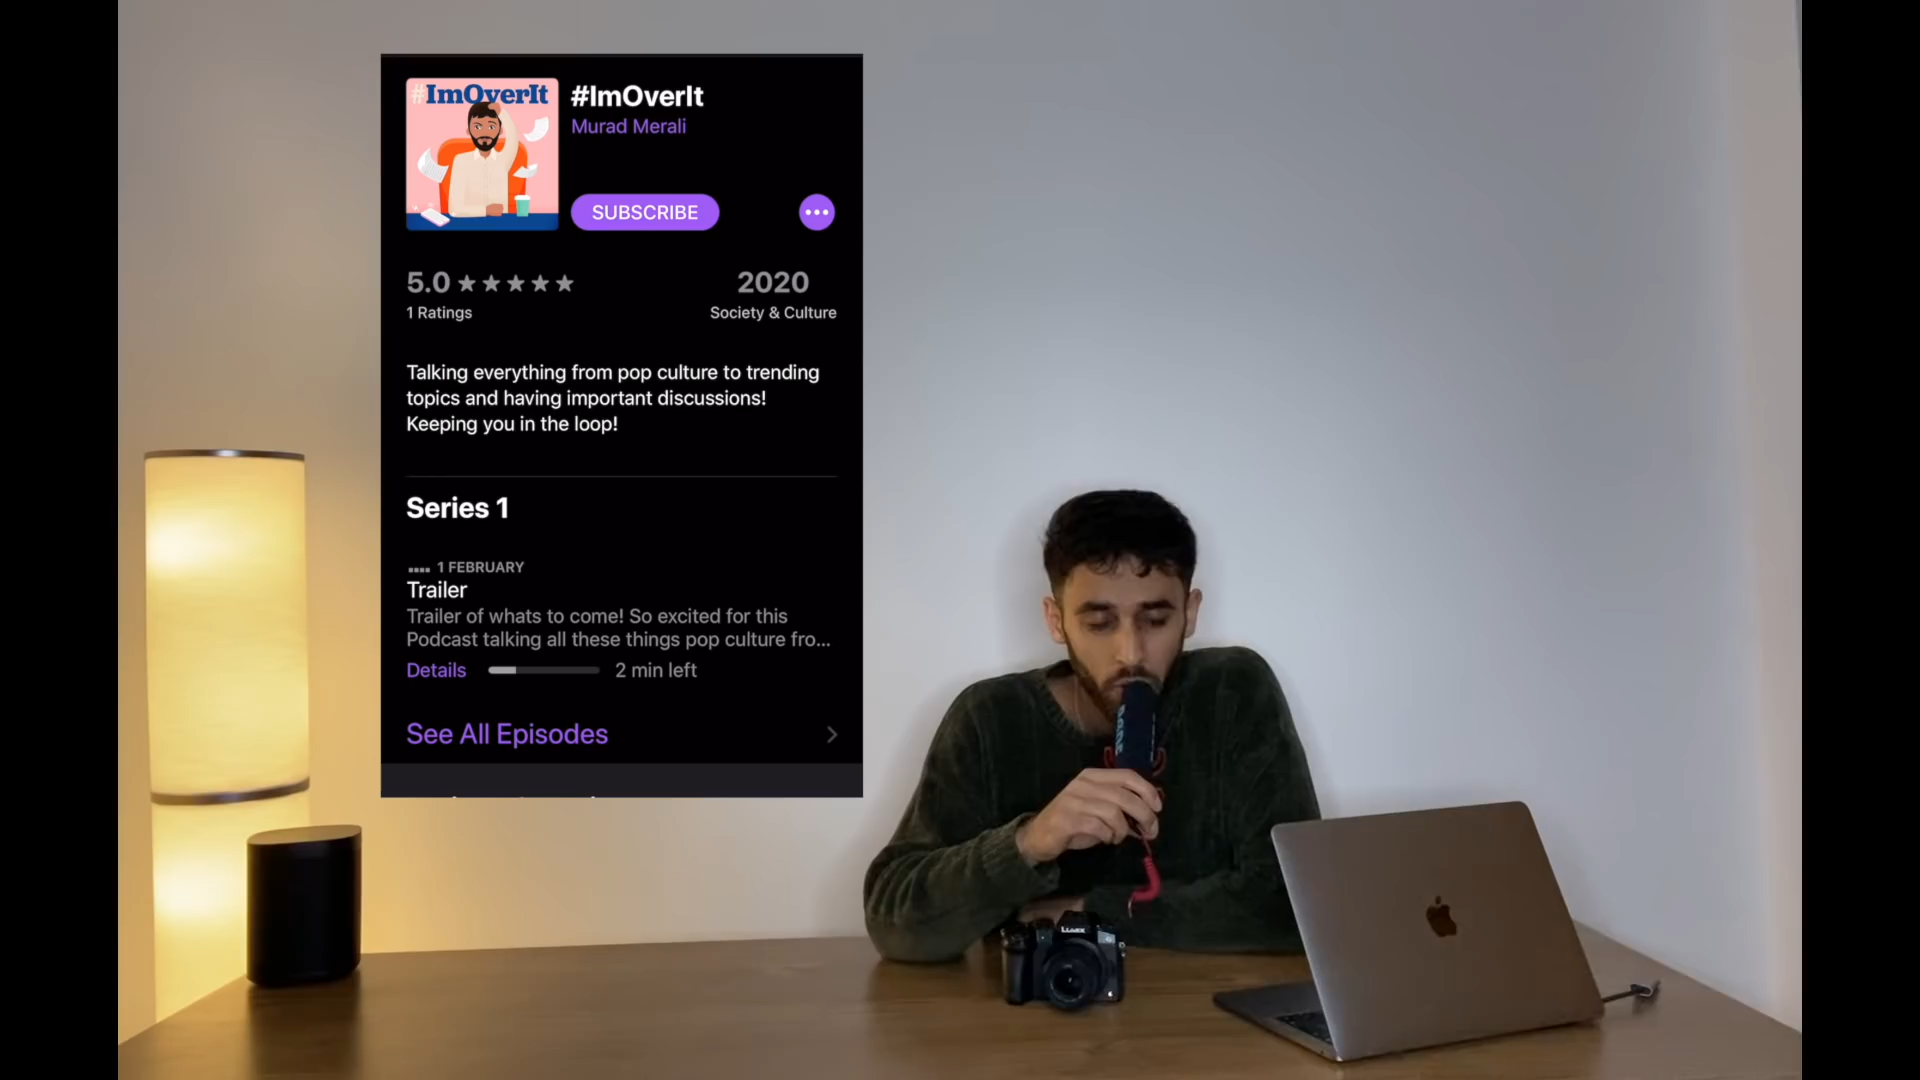 #ImOverIt
#ImOverIt
Murad Merali
SUBSCRIBE
5.0 ★★★★★
2020
1 Ratings
Society & Culture
Talking everything from pop culture to trending
topics and having important discussions!
Keeping you in the loop!
Series 1
1 FEBRUARY
Trailer
Trailer of whats to come! So excited for this
Podcast talking all these things pop culture fro...
Details
2 min left
See All Episodes
LUMIX